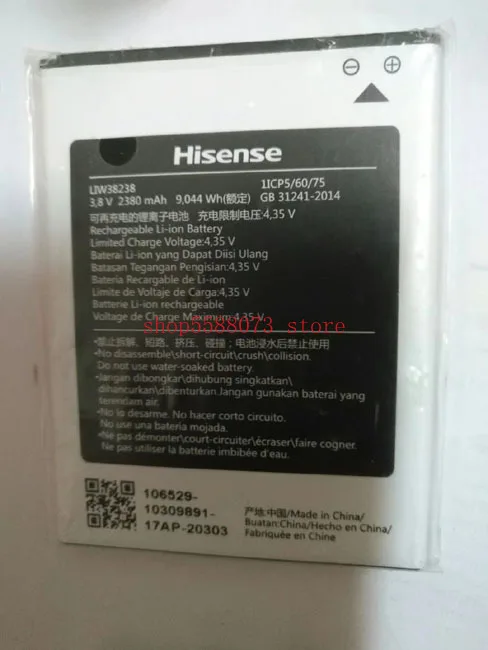 Hisense
LIW38238 1ICP5/60/75
3,8 V 2380 mAh 9,044 Wh(额定) GB 31241-2014
可再充电的锂离子电池 充电限制电压:4,35 V
Rechargeable Li-ion Battery
Limited Charge Voltage:4,35 V
Baterai Li-ion yang Dapat Diisi Ulang
Batasan Tegangan Pengisian:4,35 V
Batería Recargable de Li-ion
Limite de Voltaje de Carga:4,35 V
Batterie Li-ion rechargeable
Voltage de Charge Maximum:4,35 V
shop5588073 store
•禁止拆解、短路、挤压、碰撞；电池浸水后禁止使用
•No disassemble\short-circuit\crush\collision.
Do not use water-soaked battery.
•Jangan dibongkar\dihubung singkatkan\
dihancurkan\dibenturkan.Jangan gunakan baterai yang
terendam air.
•No lo desarme. No hacer corto circuito.
No use una batería mojada.
•Ne pas démonter\court-circuiter\écraser\faire cogner.
Ne pas utiliser la batterie imbibée d'eau.
106529-
10309891-
17AP-20303
产地:中国/Made in China/
Buatan:China/Hecho en China/
Fabriquée en Chine